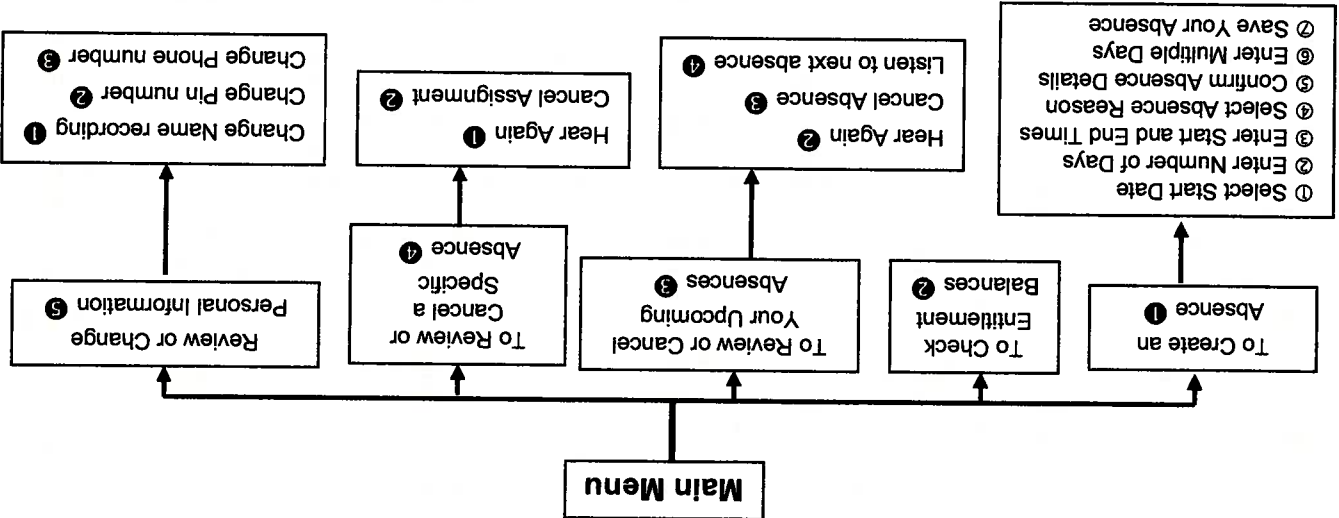 Main Menu
To Create an
Absence ❶
To Check
Entitlement
Balances ❷
To Review or Cancel
Your Upcoming
Absences ❸
To Review or
Cancel a
Specific
Absence ❹
Review or Change
Personal Information ❺
① Select Start Date
② Enter Number of Days
③ Enter Start and End Times
④ Select Absence Reason
⑤ Confirm Absence Details
⑥ Enter Multiple Days
⑦ Save Your Absence
Hear Again ❷
Cancel Absence ❸
Listen to next absence ❹
Hear Again ❶
Cancel Assignment ❷
Change Name recording ❶
Change Pin number ❷
Change Phone number ❸